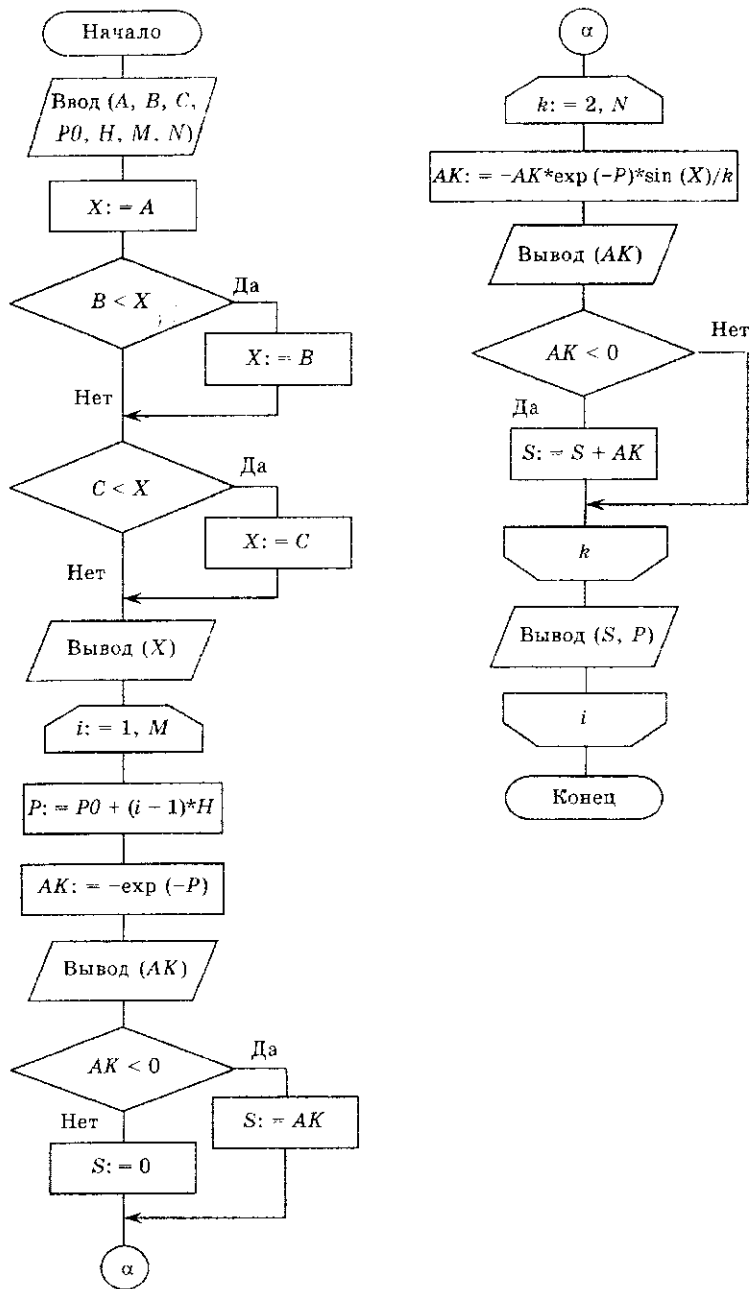 Начало
Ввод (A, B, C,
P0, H, M. N)
X: = A
B < X
Да
X: = B
Нет
C < X
Да
X: = C
Нет
Вывод (X)
i: = 1, M
P: = P0 + (i − 1)*H
AK: = −exp (−P)
Вывод (AK)
AK < 0
Да
Нет
S: = AK
S: = 0
α
α
k: = 2, N
AK: = −AK*exp (−P)*sin (X)/k
Вывод (AK)
AK < 0
Нет
Да
S: = S + AK
k
Вывод (S, P)
i
Конец